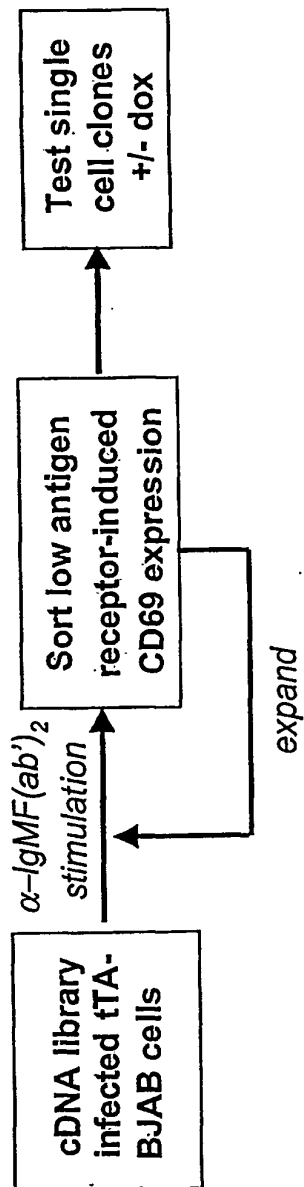 cDNA library
infected tTA-
BJAB cells
α–IgMF(ab')₂
stimulation
Sort low antigen
receptor-induced
CD69 expression
expand
Test single
cell clones
+/- dox